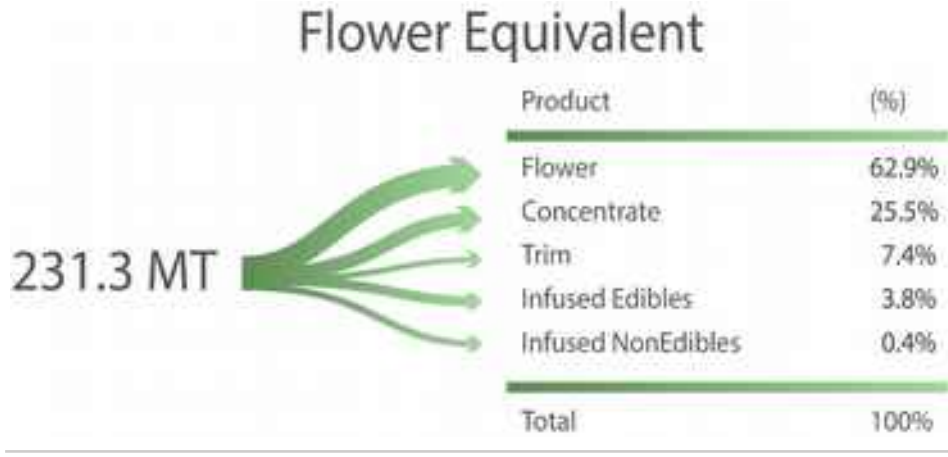 Flower Equivalent
Product (%)
Flower 62.9%
Concentrate 25.5%
231.3 MT
Trim 7.4%
Infused Edibles 3.8%
Infused NonEdibles 0.4%
Total 100%